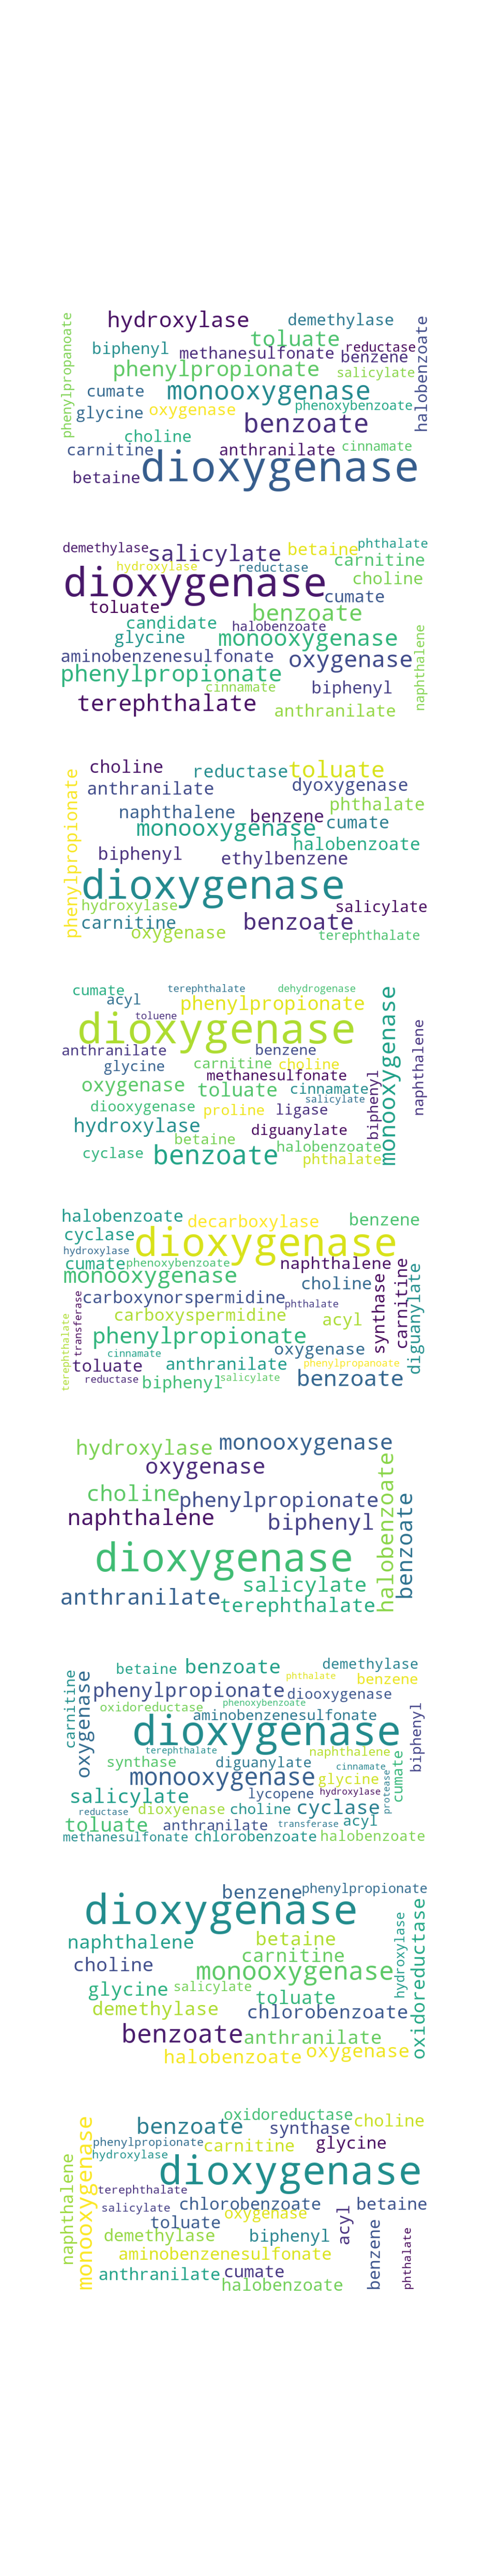 hydroxylase demethylase
phenylpropanoate toluate halobenzoate
biphenyl methanesulfonate reductase
benzene
phenylpropionate salicylate
cumate monooxygenase
glycine oxygenase phenoxybenzoate
benzoate
choline
carnitine anthranilate cinnamate
betaine dioxygenase
demethylase salicylate betaine phthalate
carnitine
hydroxylase reductase
dioxygenase choline
toluate cumate
benzoate
candidate halobenzoate
glycine monooxygenase naphthalene
aminobenzenesulfonate oxygenase
phenylpropionate
cinnamate biphenyl
terephthalate anthranilate
choline reductase toluate
phenylpropionate anthranilate dyoxygenase
naphthalene benzene phthalate
monooxygenase cumate
halobenzoate
biphenyl ethylbenzene
dioxygenase
hydroxylase salicylate
carnitine benzoate
oxygenase terephthalate
cumate terephthalate dehydrogenase
acyl phenylpropionate monooxygenase
toluene
dioxygenase naphthalene
anthranilate benzene
glycine carnitine choline
methanesulfonate biphenyl
oxygenase toluate cinnamate
salicylate
diooxygenase proline ligase
hydroxylase diguanylate
betaine halobenzoate
cyclase benzoate phthalate
halobenzoate decarboxylase benzene
cyclase dioxygenase
hydroxylase
cumate phenoxybenzoate naphthalene
monooxygenase choline synthase carnitine diguanylate
transferase carboxynorspermidine phthalate
terephthalate carboxyspermidine acyl
phenylpropionate
cinnamate oxygenase
toluate anthranilate phenylpropanoate
reductase biphenyl salicylate benzoate
hydroxylase monooxygenase
oxygenase halobenzoate benzoate
choline phenylpropionate
naphthalene biphenyl
dioxygenase
salicylate
anthranilate terephthalate
betaine benzoate demethylase
carnitine oxygenase phthalate benzene
phenylpropionate diooxygenase
oxidoreductase phenoxybenzoate
aminobenzenesulfonate biphenyl
dioxygenase
terephthalate naphthalene
synthase diguanylate cinnamate cumate
monooxygenase glycine protease
salicylate lycopene hydroxylase
reductase dioxyenase choline cyclase
toluate anthranilate transferase acyl
methanesulfonate chlorobenzoate halobenzoate
benzene phenylpropionate
dioxygenase hydroxylase oxidoreductase
naphthalene betaine
carnitine
choline monooxygenase
glycine salicylate
toluate
demethylase chlorobenzoate
benzoate anthranilate
halobenzoate oxygenase
oxidoreductase
benzoate synthase choline
naphthalene monooxygenase phenylpropionate carnitine glycine
hydroxylase
dioxygenase
terephthalate
salicylate chlorobenzoate betaine
toluate oxygenase acyl
demethylase biphenyl benzene phthalate
aminobenzenesulfonate
anthranilate cumate
halobenzoate